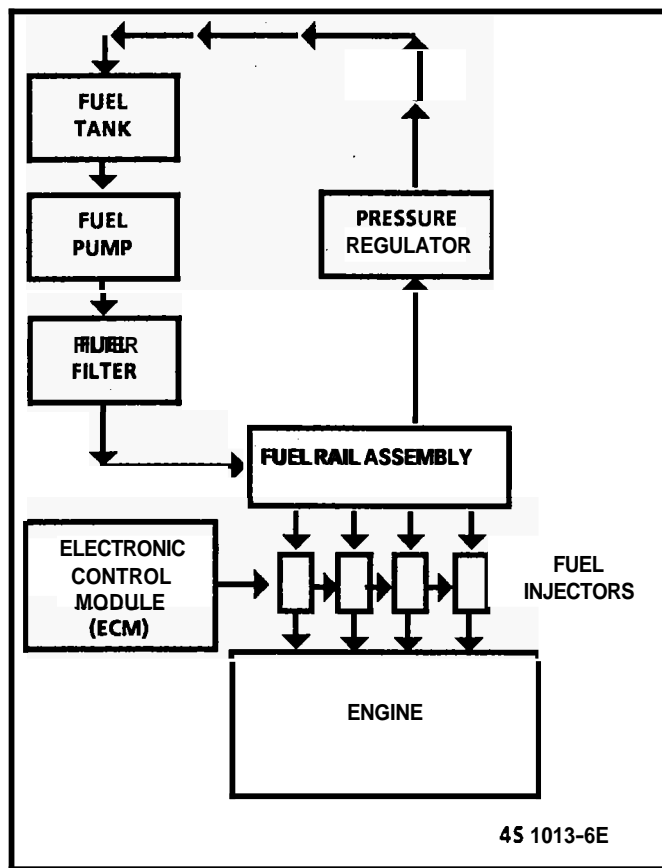 FUEL
TANK
FUEL
PUMP
FUEL
FILTER
PRESSURE
REGULATOR
FUEL RAIL ASSEMBLY
ELECTRONIC
CONTROL
MODULE
(ECM)
FUEL
INJECTORS
ENGINE
4S 1013-6E